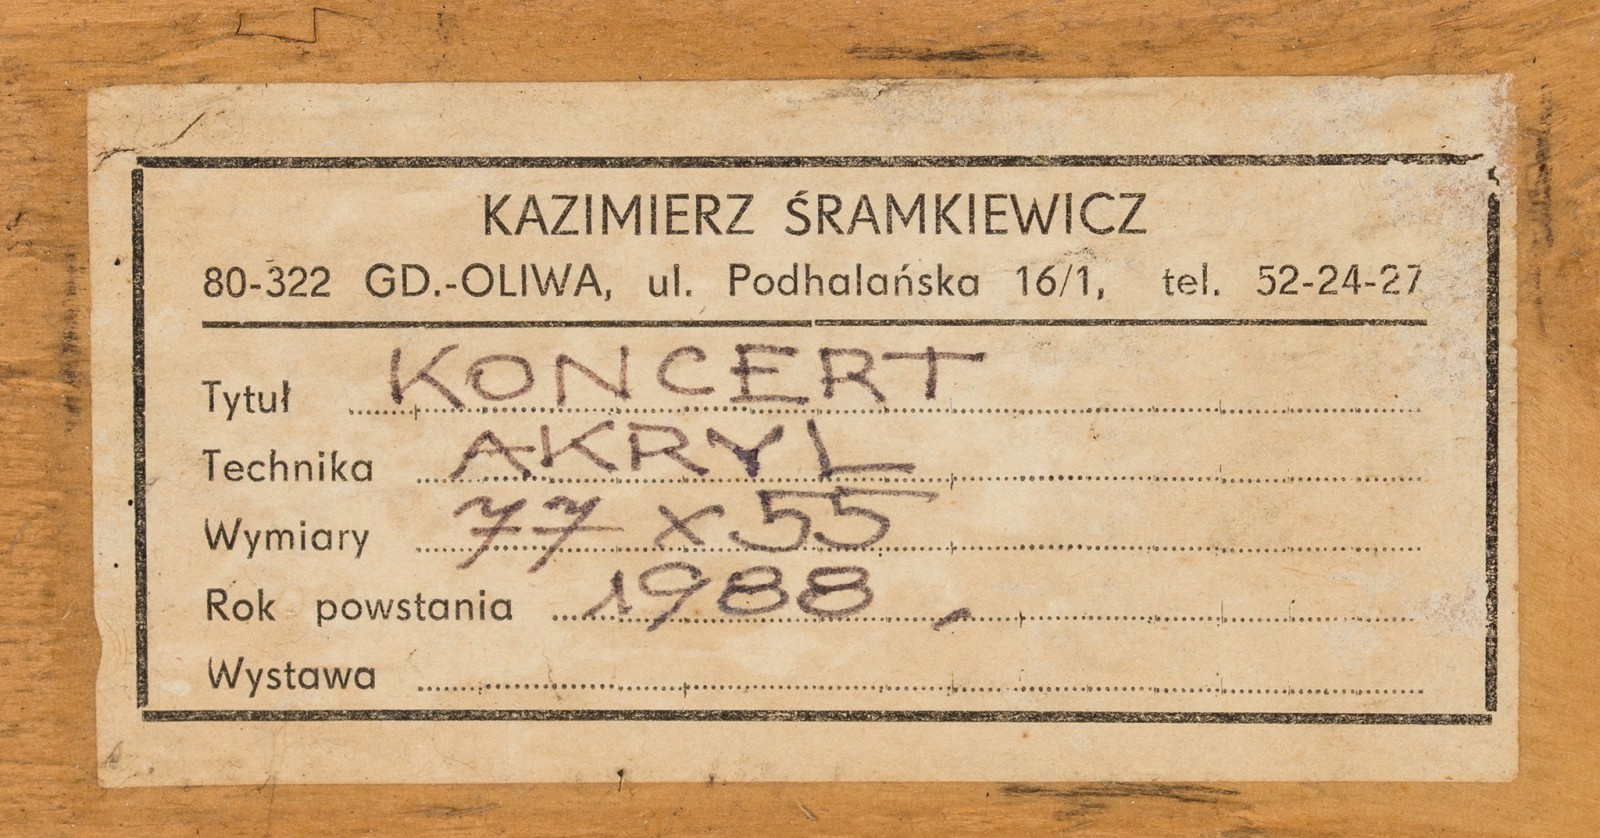 KAZIMIERZ ŚRAMKIEWICZ
80-322 GD.-OLIWA, ul. Podhalańska 16/1, tel. 52-24-27
Tytuł KONCERT
Technika AKRYL
Wymiary 77 x 55
Rok powstania 1988
Wystawa